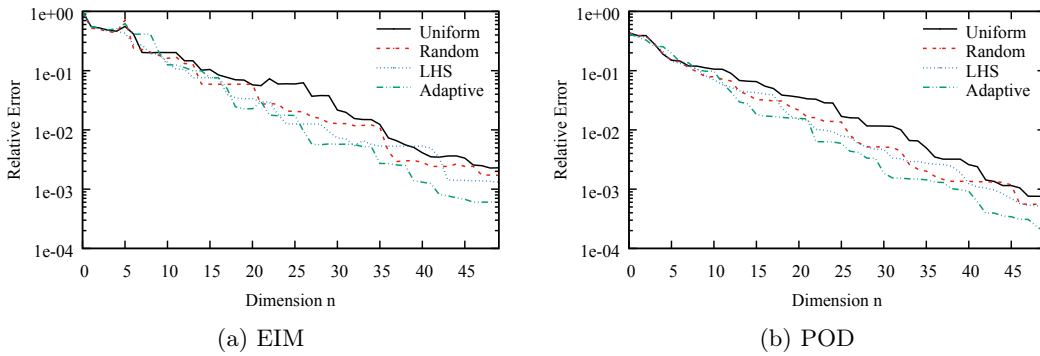 1e+00
1e-01
1e-02
1e-03
1e-04
Relative Error
0 5 10 15 20 25 30 35 40 45
Dimension n
Uniform
Random
LHS
Adaptive
(a) EIM
1e+00
1e-01
1e-02
1e-03
1e-04
Relative Error
0 5 10 15 20 25 30 35 40 45
Dimension n
Uniform
Random
LHS
Adaptive
(b) POD